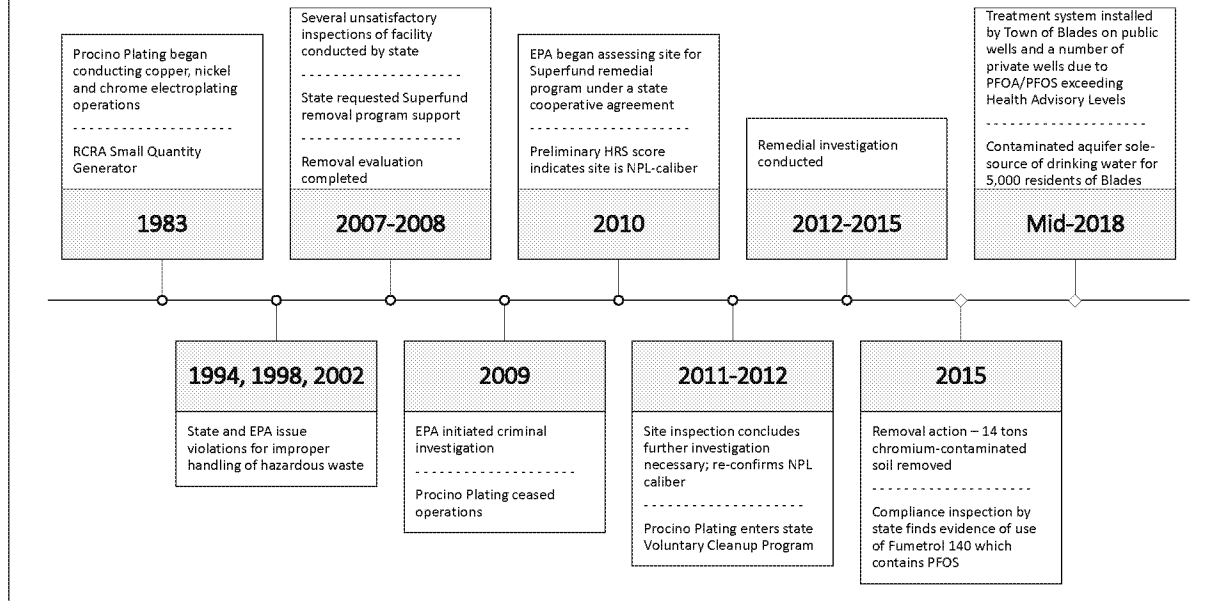 Procino Plating began
conducting copper, nickel
and chrome electroplating
operations
RCRA Small Quantity
Generator
1983
1994, 1998, 2002
State and EPA issue
violations for improper
handling of hazardous waste
Several unsatisfactory
inspections of facility
conducted by state
State requested Superfund
removal program support
Removal evaluation
completed
2007-2008
2009
EPA initiated criminal
investigation
Procino Plating ceased
operations
EPA began assessing site for
Superfund remedial
program under a state
cooperative agreement
Preliminary HRS score
indicates site is NPL-caliber
2010
2011-2012
Site inspection concludes
further investigation
necessary; re-confirms NPL
caliber
Procino Plating enters state
Voluntary Cleanup Program
Remedial investigation
conducted
2012-2015
2015
Removal action – 14 tons
chromium-contaminated
soil removed
Compliance inspection by
state finds evidence of use
of Fumetrol 140 which
contains PFOS
Treatment system installed
by Town of Blades on public
wells and a number of
private wells due to
PFOA/PFOS exceeding
Health Advisory Levels
Contaminated aquifer sole-
source of drinking water for
5,000 residents of Blades
Mid-2018